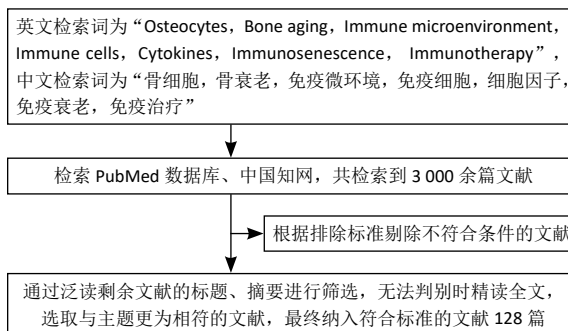 英文检索词为“Osteocytes，Bone aging，Immune microenvironment，
Immune cells，Cytokines，Immunosenescence， Immunotherapy”，
中文检索词为“骨细胞，骨衰老，免疫微环境，免疫细胞，细胞因子，
免疫衰老，免疫治疗”
检索 PubMed 数据库、中国知网，共检索到 3 000 余篇文献
根据排除标准剔除不符合条件的文献
通过泛读剩余文献的标题、摘要进行筛选，无法判别时精读全文，
选取与主题更为相符的文献，最终纳入符合标准的文献 128 篇